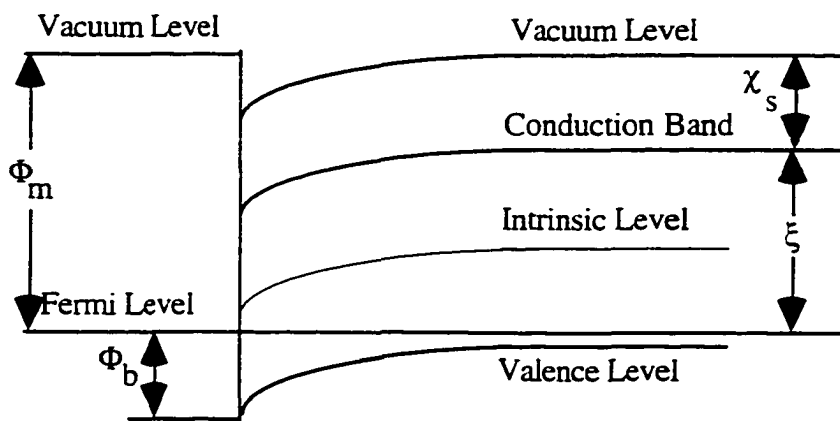 Vacuum Level
Vacuum Level
χs
Conduction Band
Φm
Intrinsic Level
ξ
Fermi Level
Φb
Valence Level